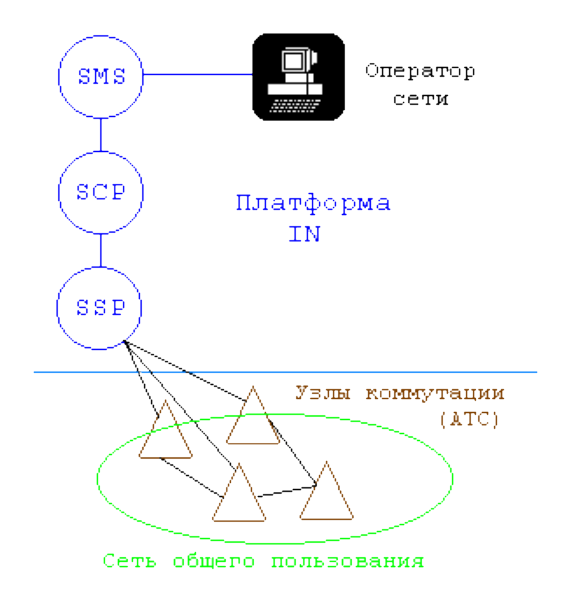 SMS
Оператор
сети
SCP
Платформа
IN
SSP
Узлы коммутации
(АТС)
Сеть общего пользования